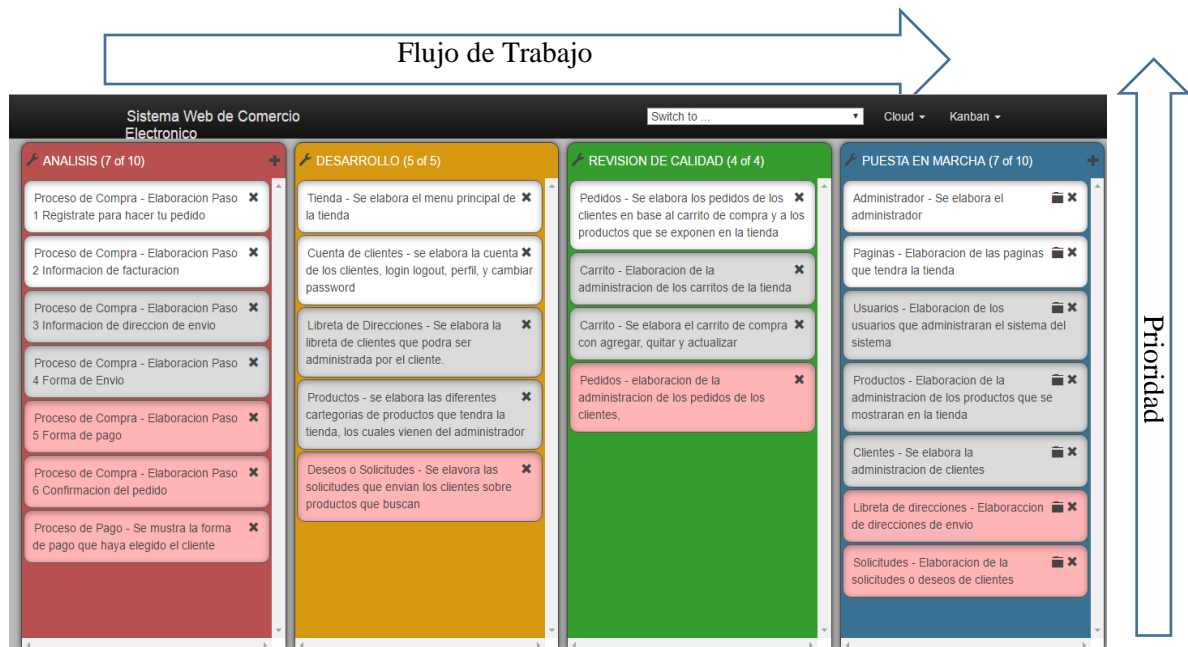 Flujo de Trabajo
Sistema Web de Comercio
Electronico
Switch to ...
Cloud
Kanban
ANALISIS (7 of 10)
Proceso de Compra - Elaboracion Paso
1 Registrate para hacer tu pedido
Proceso de Compra - Elaboracion Paso
2 Informacion de facturacion
Proceso de Compra - Elaboracion Paso
3 Informacion de direccion de envio
Proceso de Compra - Elaboracion Paso
4 Forma de Envio
Proceso de Compra - Elaboracion Paso
5 Forma de pago
Proceso de Compra - Elaboracion Paso
6 Confirmacion del pedido
Proceso de Pago - Se mustra la forma
de pago que haya elegido el cliente
DESARROLLO (5 of 5)
Tienda - Se elabora el menu principal de
la tienda
Cuenta de clientes - se elabora la cuenta
de los clientes, login logout, perfil, y cambiar
password
Libreta de Direcciones - Se elabora la
libreta de clientes que podra ser
administrada por el cliente.
Productos - se elabora las diferentes
cartegorias de productos que tendra la
tienda, los cuales vienen del administrador
Deseos o Solicitudes - Se elavora las
solicitudes que envian los clientes sobre
productos que buscan
REVISION DE CALIDAD (4 of 4)
Pedidos - Se elabora los pedidos de los
clientes en base al carrito de compra y a los
productos que se exponen en la tienda
Carrito - Elaboracion de la
administracion de los carritos de la tienda
Carrito - Se elabora el carrito de compra
con agregar, quitar y actualizar
Pedidos - elaboracion de la
administracion de los pedidos de los
clientes,
PUESTA EN MARCHA (7 of 10)
Administrador - Se elabora el
administrador
Paginas - Elaboracion de las paginas
que tendra la tienda
Usuarios - Elaboracion de los
usuarios que administraran el sistema del
sistema
Productos - Elaboracion de la
administracion de los productos que se
mostraran en la tienda
Clientes - Se elabora la
administracion de clientes
Libreta de direcciones - Elaboraccion
de direcciones de envio
Solicitudes - Elaboracion de la
solicitudes o deseos de clientes
Prioridad